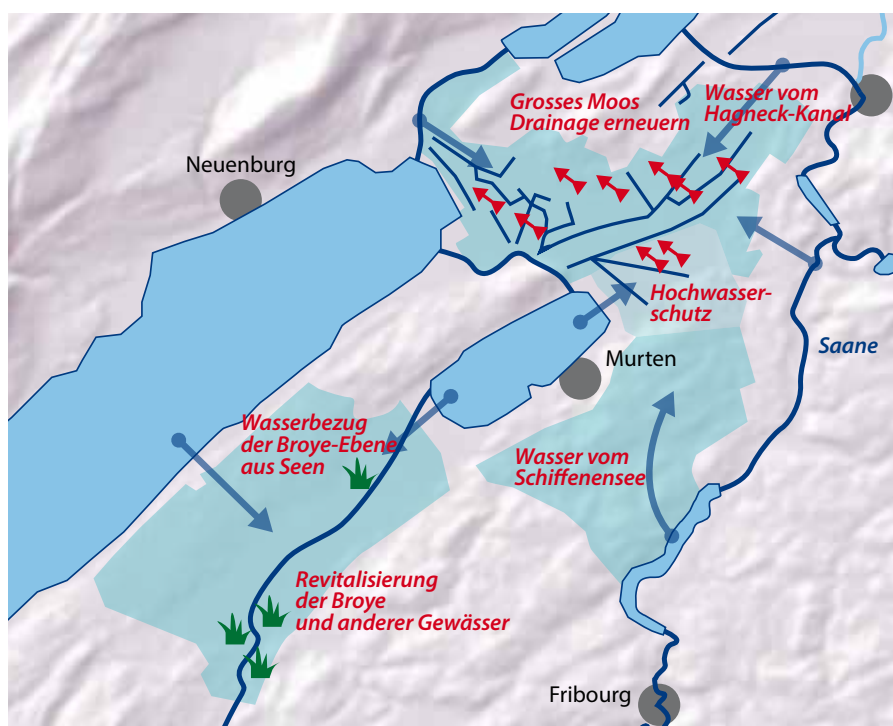 Grosses Moos
Drainage erneuern
Wasser vom
Hagneck-Kanal
Neuenburg
Hochwasser-
schutz
Saane
Murten
Wasserbezug
der Broye-Ebene
aus Seen
Wasser vom
Schiffenensee
Revitalisierung
der Broye
und anderer Gewässer
Fribourg